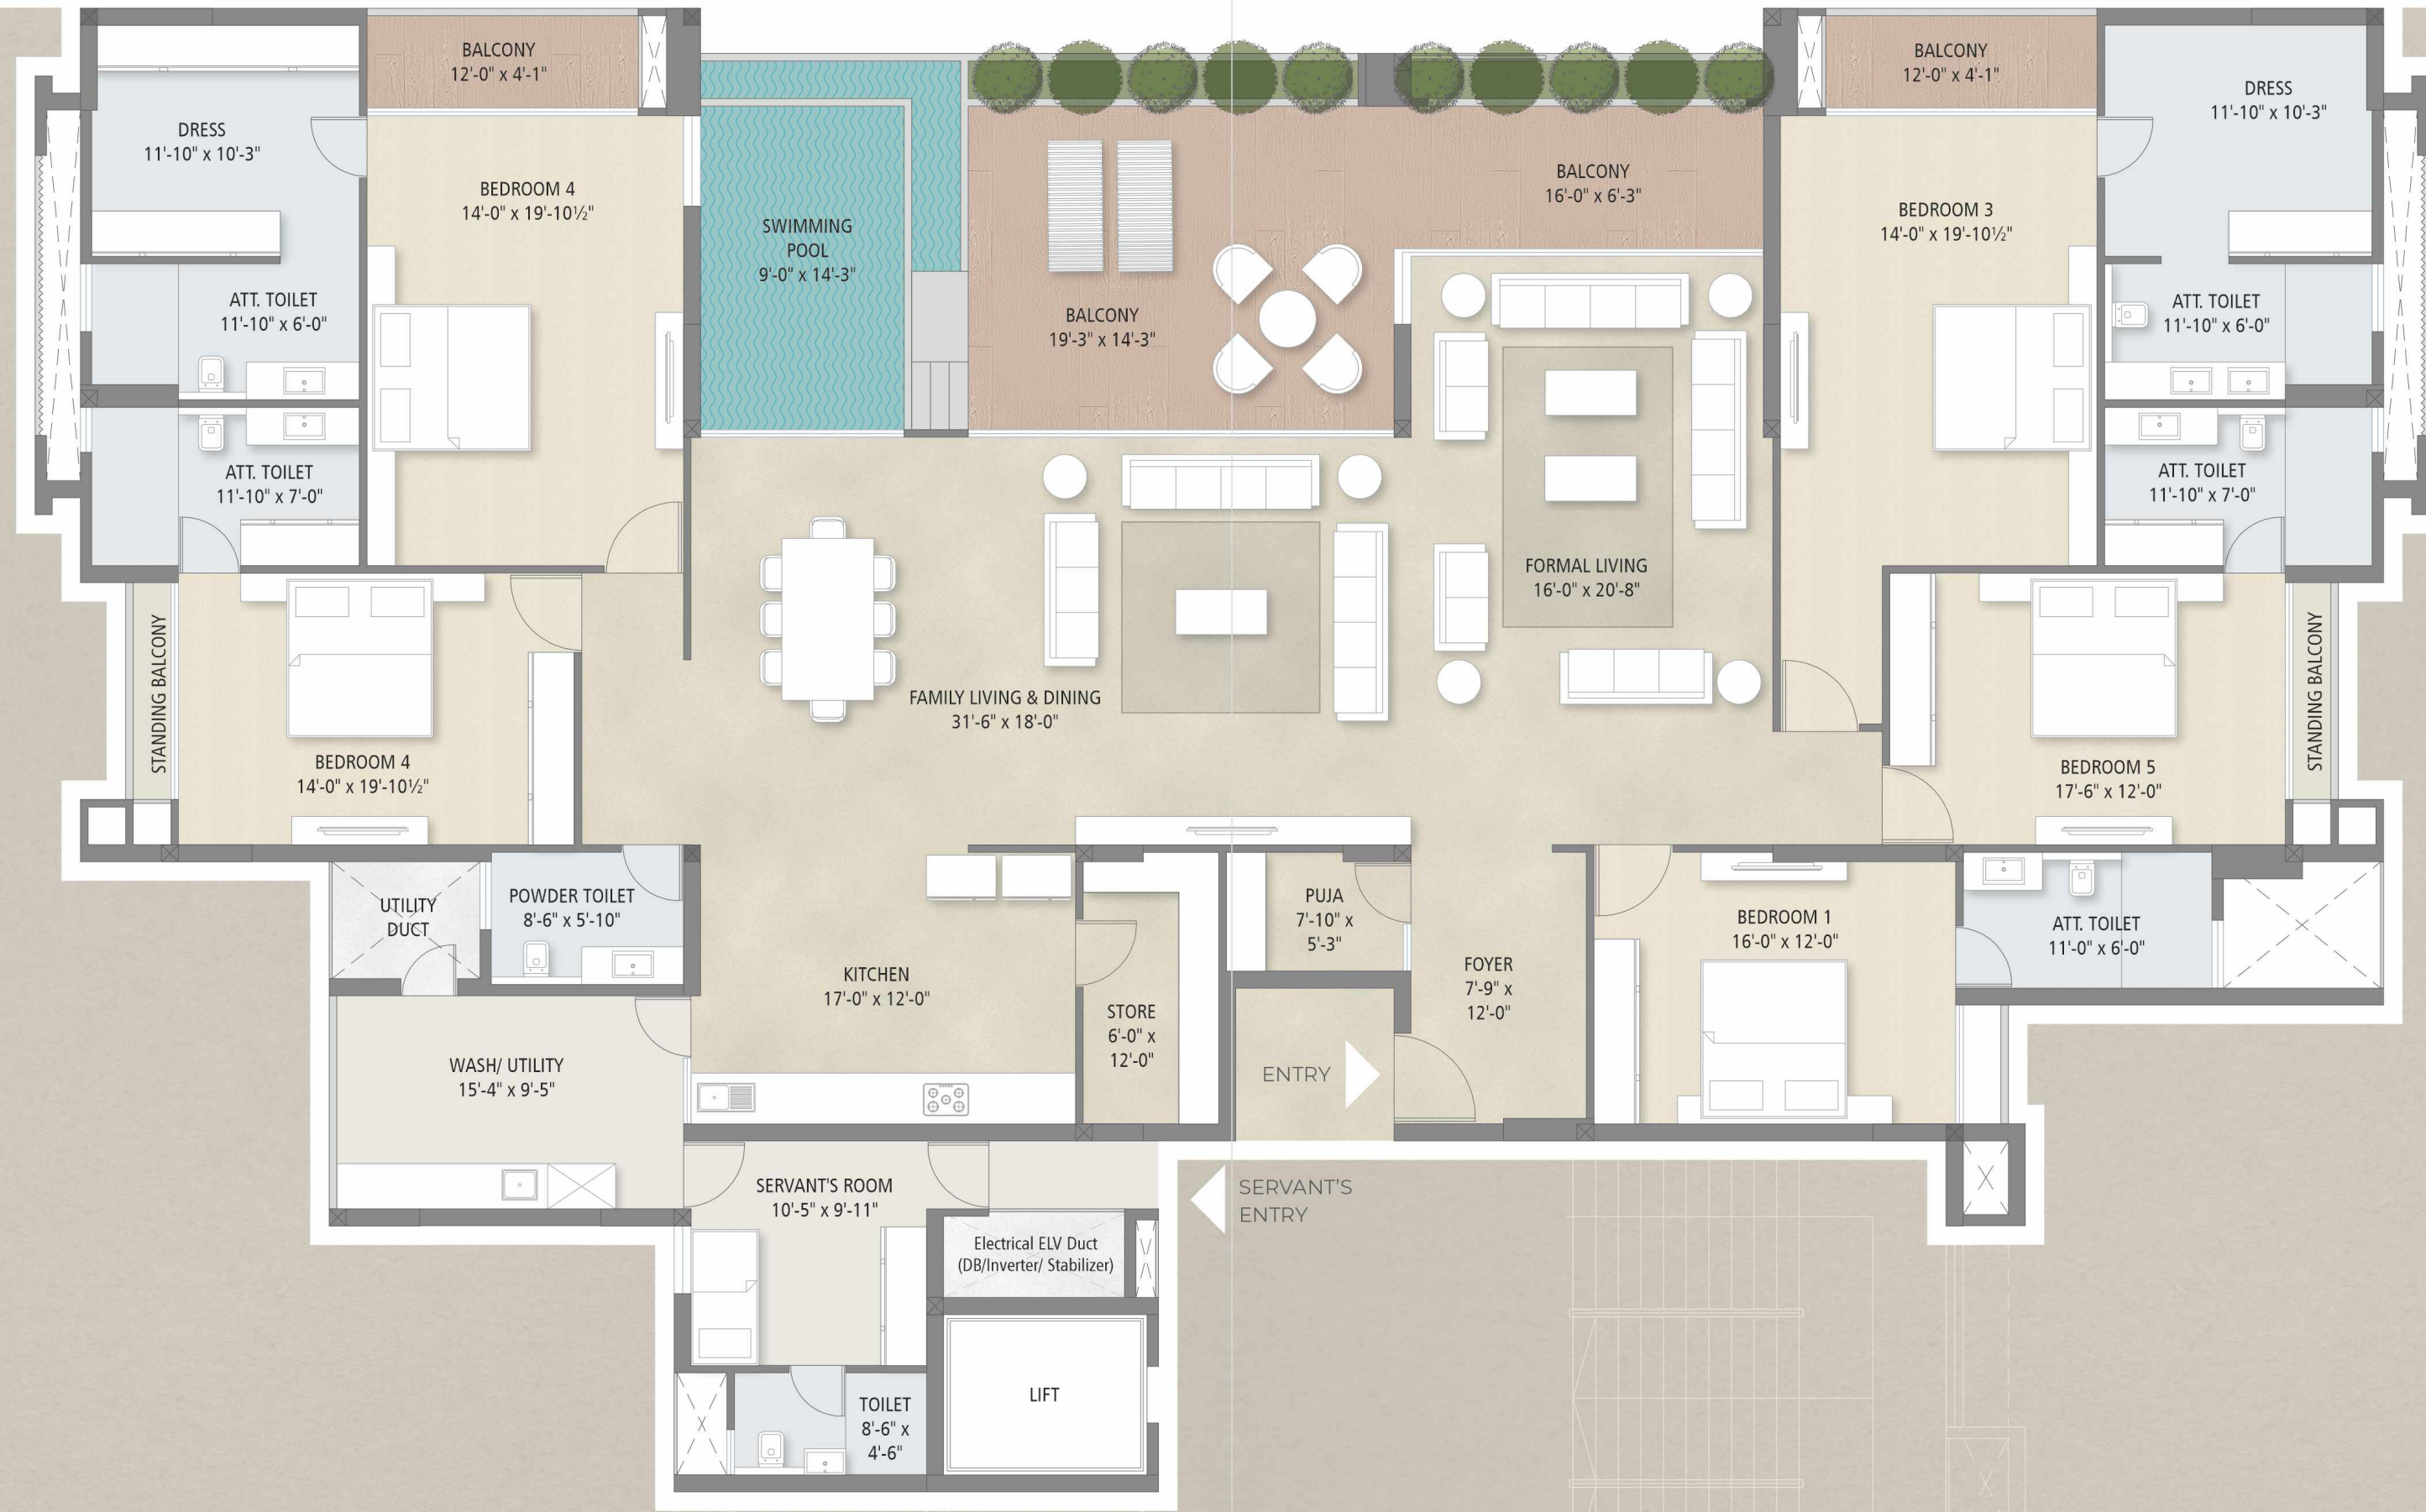 BALCONY
12'-0" x 4'-1"
BALCONY
12'-0" x 4'-1"
DRESS
11'-10" x 10'-3"
DRESS
11'-10" x 10'-3"
BEDROOM 4
14'-0" x 19'-10½"
SWIMMING
POOL
9'-0" x 14'-3"
BALCONY
16'-0" x 6'-3"
BEDROOM 3
14'-0" x 19'-10½"
ATT. TOILET
11'-10" x 6'-0"
BALCONY
19'-3" x 14'-3"
ATT. TOILET
11'-10" x 6'-0"
ATT. TOILET
11'-10" x 7'-0"
ATT. TOILET
11'-10" x 7'-0"
FORMAL LIVING
16'-0" x 20'-8"
STANDING BALCONY
FAMILY LIVING & DINING
31'-6" x 18'-0"
STANDING BALCONY
BEDROOM 4
14'-0" x 19'-10½"
BEDROOM 5
17'-6" x 12'-0"
UTILITY
DUCT
POWDER TOILET
8'-6" x 5'-10"
PUJA
7'-10" x
5'-3"
BEDROOM 1
16'-0" x 12'-0"
ATT. TOILET
11'-0" x 6'-0"
KITCHEN
17'-0" x 12'-0"
FOYER
7'-9" x
12'-0"
STORE
6'-0" x
12'-0"
WASH/ UTILITY
15'-4" x 9'-5"
ENTRY
SERVANT'S ROOM
10'-5" x 9'-11"
SERVANT'S
ENTRY
Electrical ELV Duct
(DB/Inverter/ Stabilizer)
LIFT
TOILET
8'-6" x
4'-6"